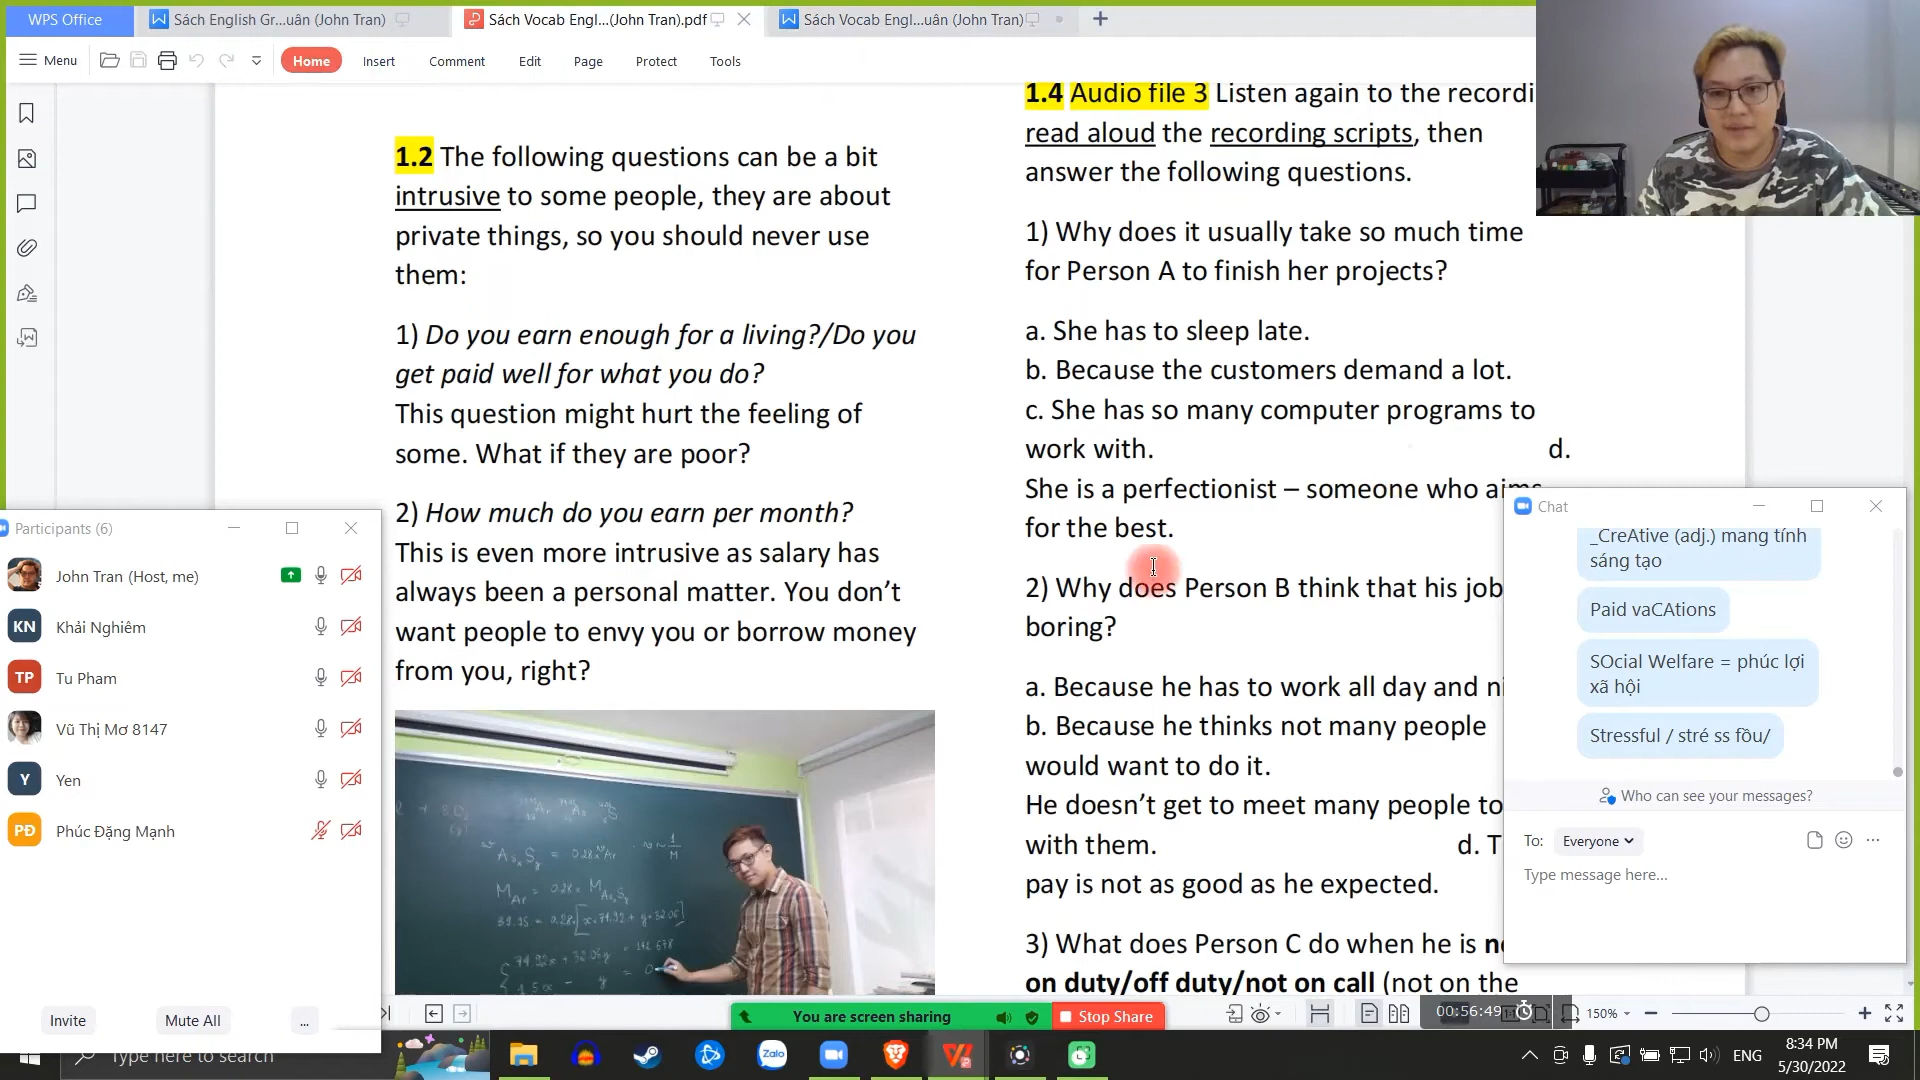 WPS Office
Sách English Gr...uân (John Tran)
Sách Vocab Engl...(John Tran).pdf
Sách Vocab Engl...uân (John Tran)
Menu
Home
Insert
Comment
Edit
Page
Protect
Tools
1.2 The following questions can be a bit
intrusive to some people, they are about
private things, so you should never use
them:
1) Do you earn enough for a living?/Do you
get paid well for what you do?
This question might hurt the feeling of
some. What if they are poor?
2) How much do you earn per month?
This is even more intrusive as salary has
always been a personal matter. You don’t
want people to envy you or borrow money
from you, right?
1.4 Audio file 3 Listen again to the recordi
read aloud the recording scripts, then
answer the following questions.
1) Why does it usually take so much time
for Person A to finish her projects?
a. She has to sleep late.
b. Because the customers demand a lot.
c. She has so many computer programs to
work with. d.
She is a perfectionist – someone who aims
for the best.
2) Why does Person B think that his job
boring?
a. Because he has to work all day and ni
b. Because he thinks not many people
would want to do it.
He doesn’t get to meet many people to
with them. d. T
pay is not as good as he expected.
3) What does Person C do when he is n
on duty/off duty/not on call (not on the
Participants (6)
John Tran (Host, me)
KN Khải Nghiêm
TP Tu Pham
Vũ Thị Mơ 8147
Y Yen
PĐ Phúc Đặng Mạnh
Invite
Mute All
...
Chat
_CreAtive (adj.) mang tính
sáng tạo
Paid vaCAtions
SOcial Welfare = phúc lợi
xã hội
Stressful / stré ss fồu/
Who can see your messages?
To: Everyone
Type message here...
You are screen sharing
Stop Share
00:56:49
150%
Type here to search
Zalo
ENG
8:34 PM
5/30/2022